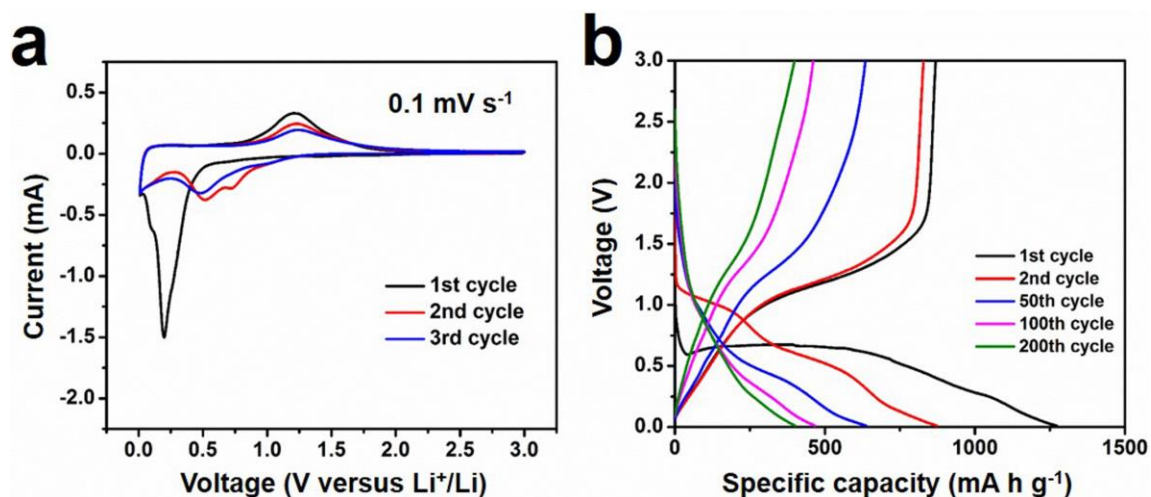 a
0.5
0.0
-0.5
-1.0
-1.5
-2.0
Current (mA)
0.1 mV s⁻¹
1st cycle
2nd cycle
3rd cycle
0.0 0.5 1.0 1.5 2.0 2.5 3.0
Voltage (V versus Li⁺/Li)
b
3.0
2.5
2.0
1.5
1.0
0.5
0.0
Voltage (V)
1st cycle
2nd cycle
50th cycle
100th cycle
200th cycle
0 500 1000 1500
Specific capacity (mA h g⁻¹)